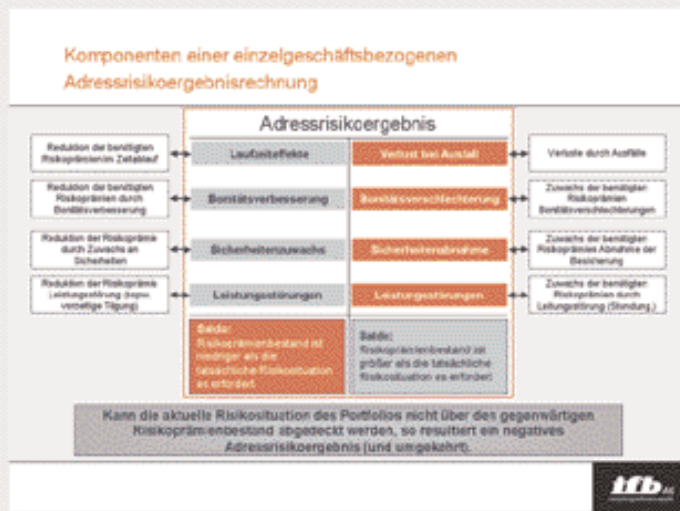 Komponenten einer einzelgeschäftsbezogenen
Adressrisikoergebnisrechnung
Adressrisikoergebnis
Reduktion der benötigten
Risikoprämien im Zeitablauf
Laufzeiteffekte
Verlust bei Ausfall
Verluste durch Ausfälle
Reduktion der benötigten
Risikoprämien durch
Bonitätsverbesserung
Bonitätsverbesserung
Bonitätsverschlechterung
Zuwachs der benötigten
Risikoprämien
Bonitätsverschlechterungen
Reduktion der Risikoprämie
durch Zuwachs an
Sicherheiten
Sicherheitenzuwachs
Sicherheitenabnahme
Zuwachs der benötigten
Risikoprämien Abnahme der
Besicherung
Reduktion der Risikoprämie
Leistungsstörung (bspw.
vorzeitige Tilgung)
Leistungsstörungen
Leistungsstörungen
Zuwachs der benötigten
Risikoprämien durch
Leitungsstörung (Stundung,)
Saldo:
Risikoprämienbestand ist
niedriger als die
tatsächliche Risikosituation
es erfordert
Saldo:
Risikoprämienbestand ist
größer als die tatsächliche
Risikosituation es erfordert
Kann die aktuelle Risikosituation des Portfolios nicht über den gegenwärtigen
Risikoprämienbestand abgedeckt werden, so resultiert ein negatives
Adressrisikoergebnis (und umgekehrt).
ifb AG